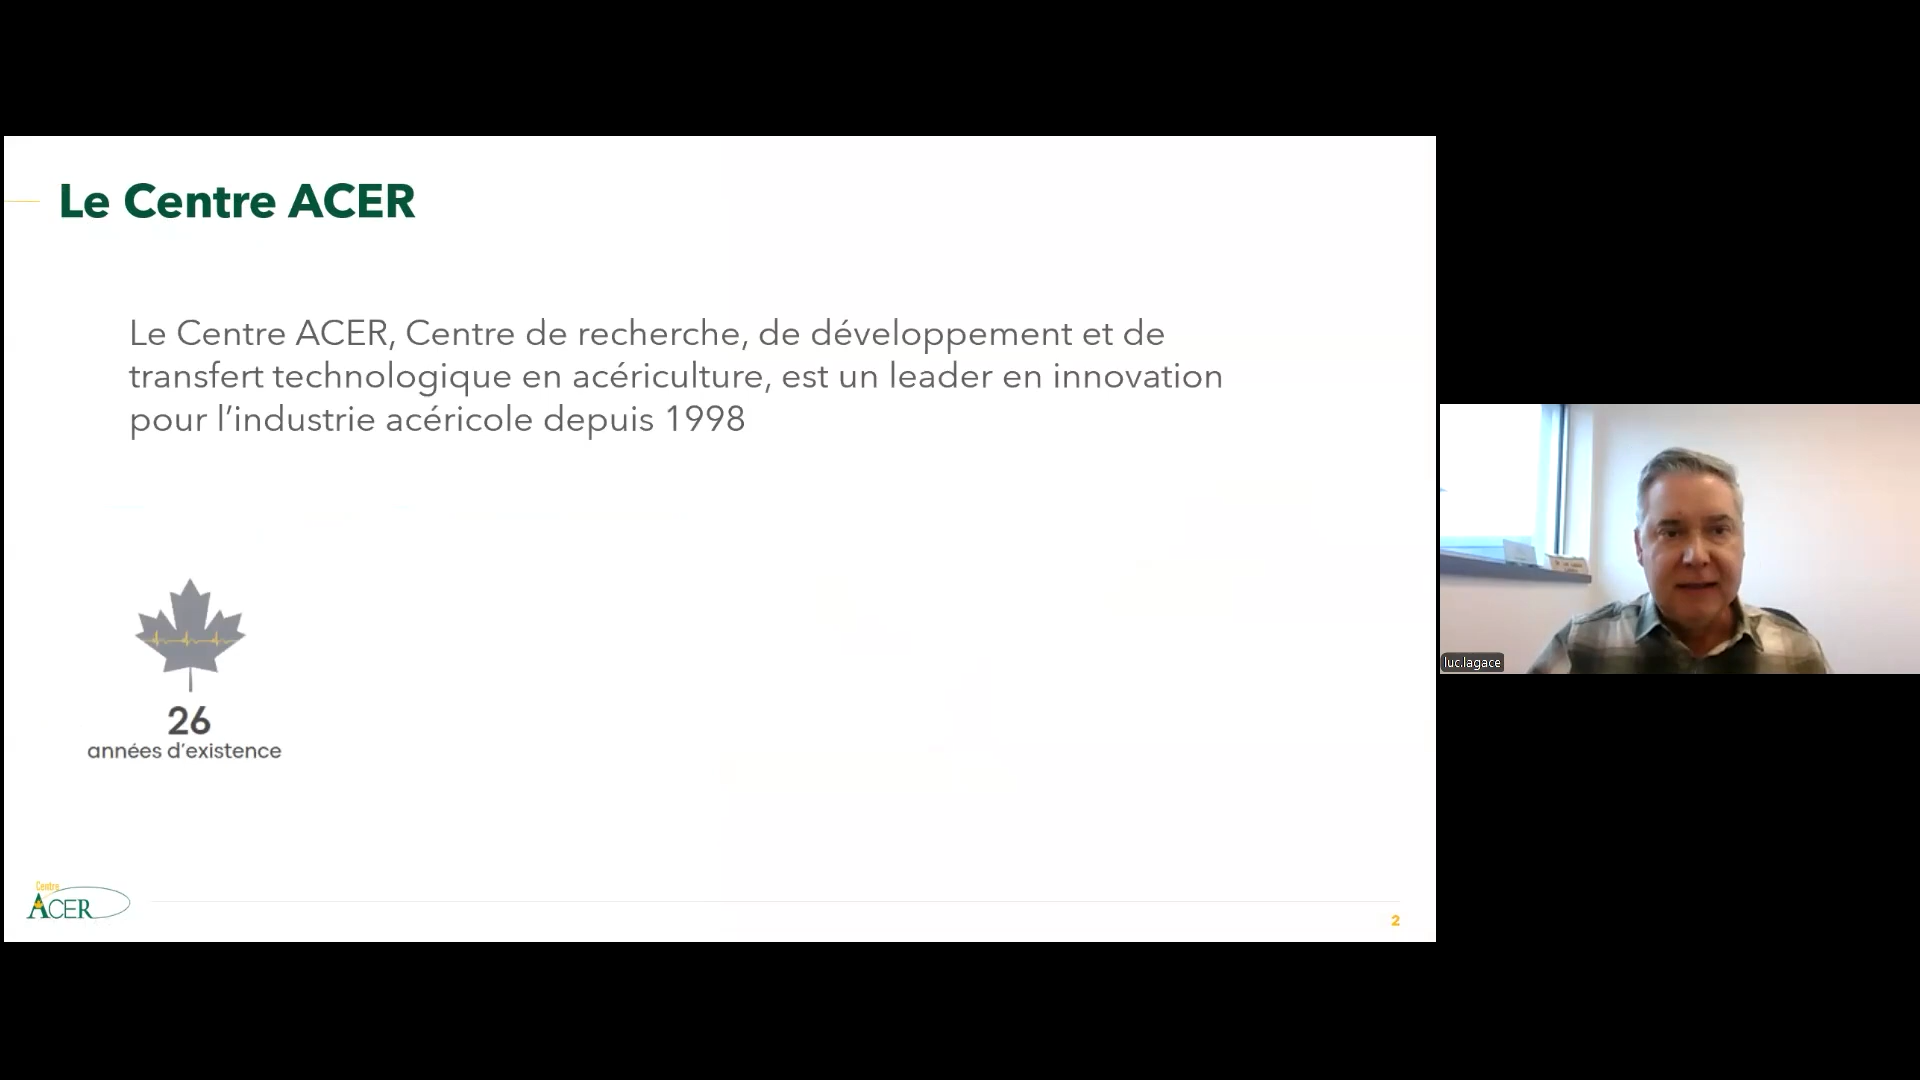 Le Centre ACER
Le Centre ACER, Centre de recherche, de développement et de
transfert technologique en acériculture, est un leader en innovation
pour l’industrie acéricole depuis 1998
26
années d’existence
Centre
ACER
2
luc.lagace